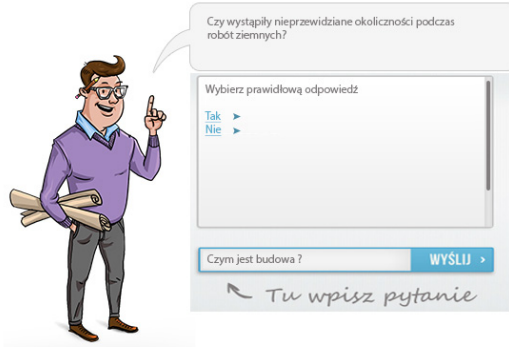 Czy wystąpiły nieprzewidziane okoliczności podczas
robót ziemnych?
Wybierz prawidłową odpowiedź
Tak
Nie
Czym jest budowa ?
WYŚLIJ
Tu wpisz pytanie